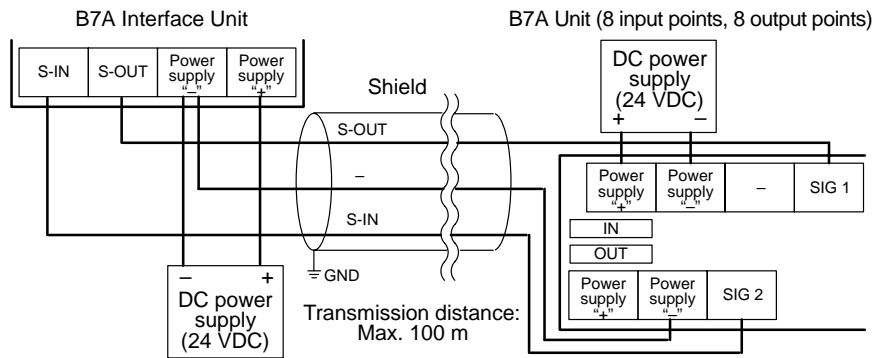 B7A Interface Unit
B7A Unit (8 input points, 8 output points)
S-IN
S-OUT
Power
supply
“–”
Power
supply
“+”
DC power
supply
(24 VDC)
+
–
Shield
S-OUT
–
S-IN
GND
Power
supply
“+”
Power
supply
“–”
–
SIG 1
IN
OUT
Power
supply
“+”
Power
supply
“–”
SIG 2
–
+
DC power
supply
(24 VDC)
Transmission distance:
Max. 100 m